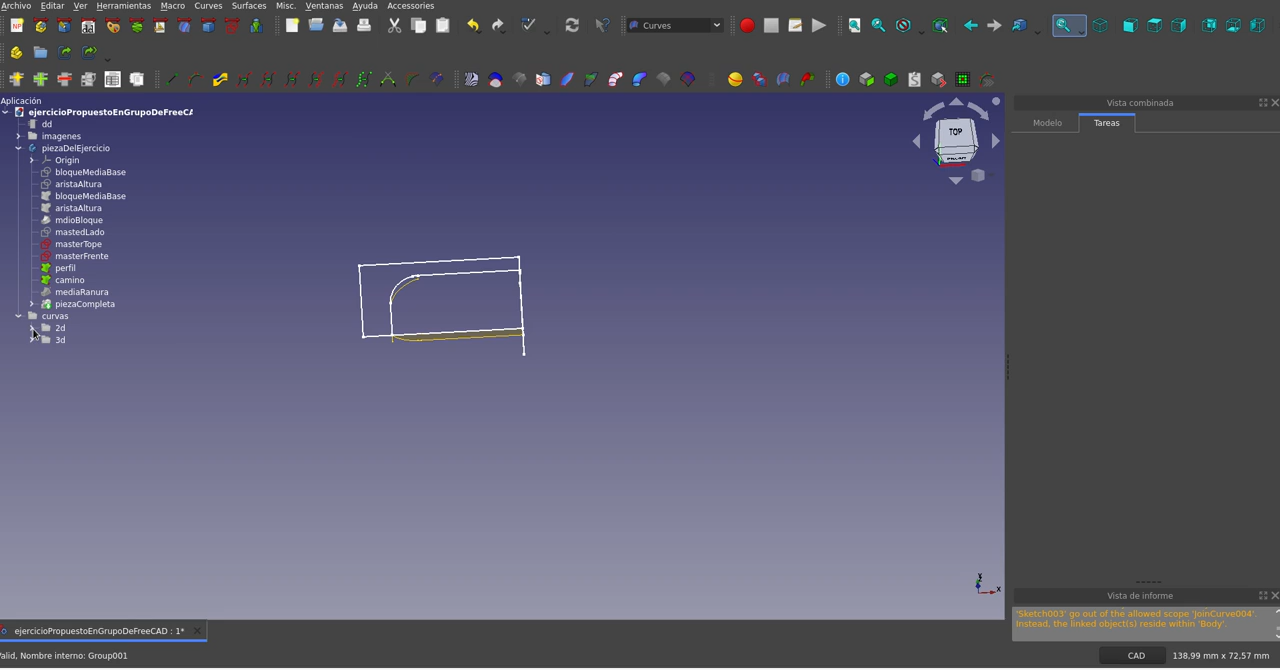 Archivo Editar Ver Herramientas Macro Curves Surfaces Misc. Ventanas Ayuda Accessories
Curves
Aplicación
ejercicioPropuestoEnGrupoDeFreeCA
dd
imagenes
piezaDelEjercicio
Origin
bloqueMediaBase
aristaAltura
bloqueMediaBase
aristaAltura
mdioBloque
mastedLado
masterTope
masterFrente
perfil
camino
mediaRanura
piezaCompleta
curvas
2d
3d
TOP
X
Vista combinada
Modelo Tareas
Vista de informe
'Sketch003' go out of the allowed scope 'JoinCurve004'.
Instead, the linked object(s) reside within 'Body'.
ejercicioPropuestoEnGrupoDeFreeCAD : 1*
alid, Nombre interno: Group001
CAD 138,99 mm x 72,57 mm